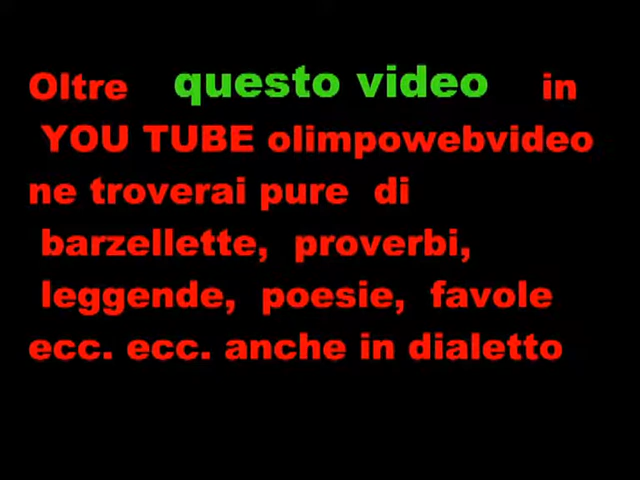 Oltre questo video in
YOU TUBE olimpowebvideo
ne troverai pure di
barzellette, proverbi,
leggende, poesie, favole
ecc. ecc. anche in dialetto